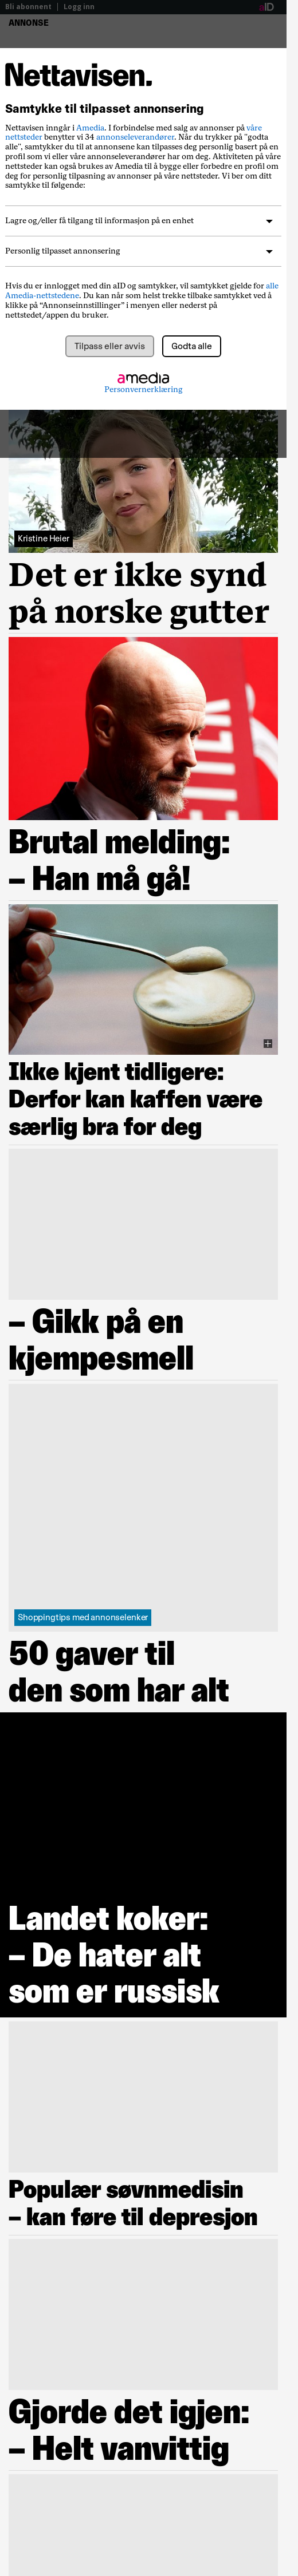 Bli abonnent | Logg inn
aID
ANNONSE
Nettavisen.
Samtykke til tilpasset annonsering
Nettavisen inngår i Amedia. I forbindelse med salg av annonser på våre
nettsteder benytter vi 34 annonseleverandører. Når du trykker på "godta
alle", samtykker du til at annonsene kan tilpasses deg personlig basert på en
profil som vi eller våre annonseleverandører har om deg. Aktiviteten på våre
nettsteder kan også brukes av Amedia til å bygge eller forbedre en profil om
deg til personlig tilpasning av annonser på våre nettsteder. Vi ber om ditt
samtykke til følgende:
Lagre og/eller få tilgang til informasjon på en enhet
Personlig tilpasset annonsering
Hvis du er innlogget med din aID og samtykker, vil samtykket gjelde for alle
Amedia-nettstedene. Du kan når som helst trekke tilbake samtykket ved å
klikke på “Annonseinnstillinger” i menyen eller nederst på
nettstedet/appen du bruker.
Tilpass eller avvis
Godta alle
amedia
Personvernerklæring
Kristine Heier
Det er ikke synd
på norske gutter
Brutal melding:
– Han må gå!
Ikke kjent tidligere:
Derfor kan kaffen være
særlig bra for deg
– Gikk på en
kjempesmell
Shoppingtips med annonselenker
50 gaver til
den som har alt
Landet koker:
– De hater alt
som er russisk
Populær søvnmedisin
– kan føre til depresjon
Gjorde det igjen:
– Helt vanvittig